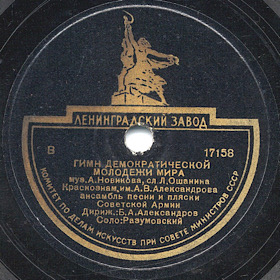 ЛЕНИНГРАДСКИЙ ЗАВОД
В 17158
ГИМН ДЕМОКРАТИЧЕСКОЙ
МОЛОДЕЖИ МИРА
муз.А.Новикова, сл.Л.Ошанина
Краснознам.им.А.В.Александрова
ансамбль песни и пляски
Советской Армии
Дириж.:Б.А.Александров
Соло:Разумовский
КОМИТЕТ ПО ДЕЛАМ ИСКУССТВ ПРИ СОВЕТЕ МИНИСТРОВ СССР